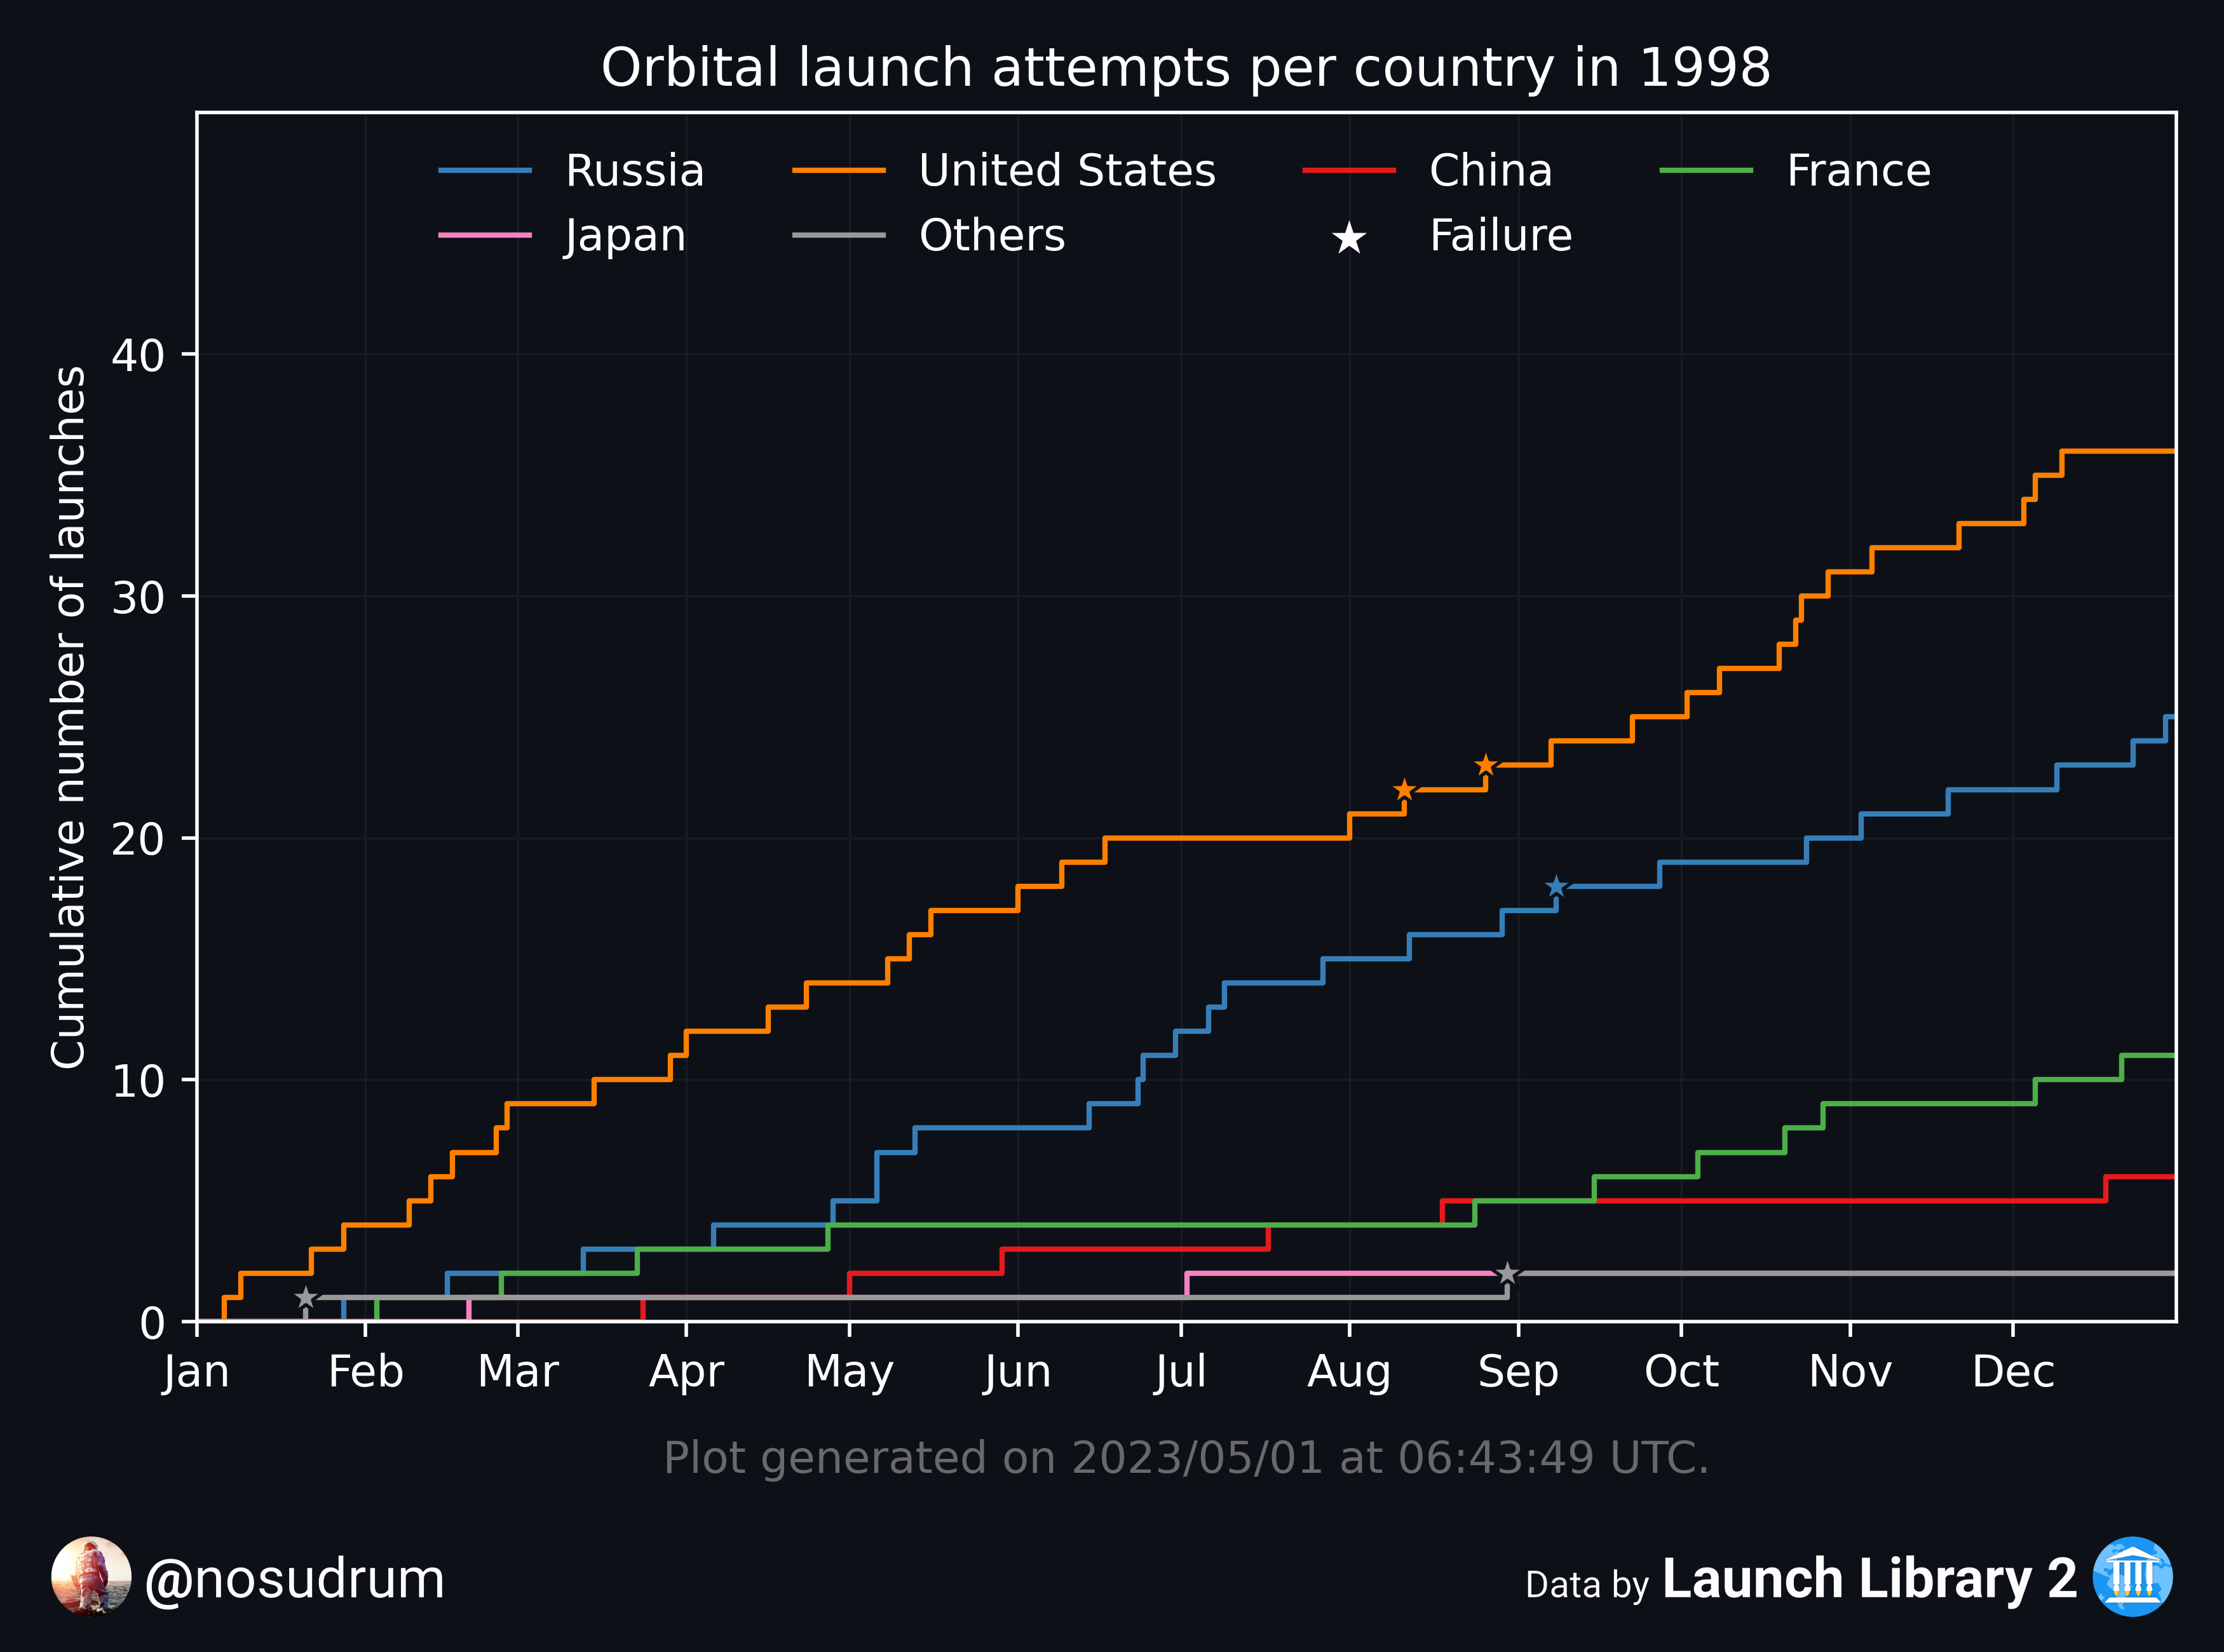 Orbital launch attempts per country in 1998
Russia United States China France
Japan Others Failure
Cumulative number of launches
40
30
20
10
0
Jan Feb Mar Apr May Jun Jul Aug Sep Oct Nov Dec
Plot generated on 2023/05/01 at 06:43:49 UTC.
@nosudrum
Data by Launch Library 2